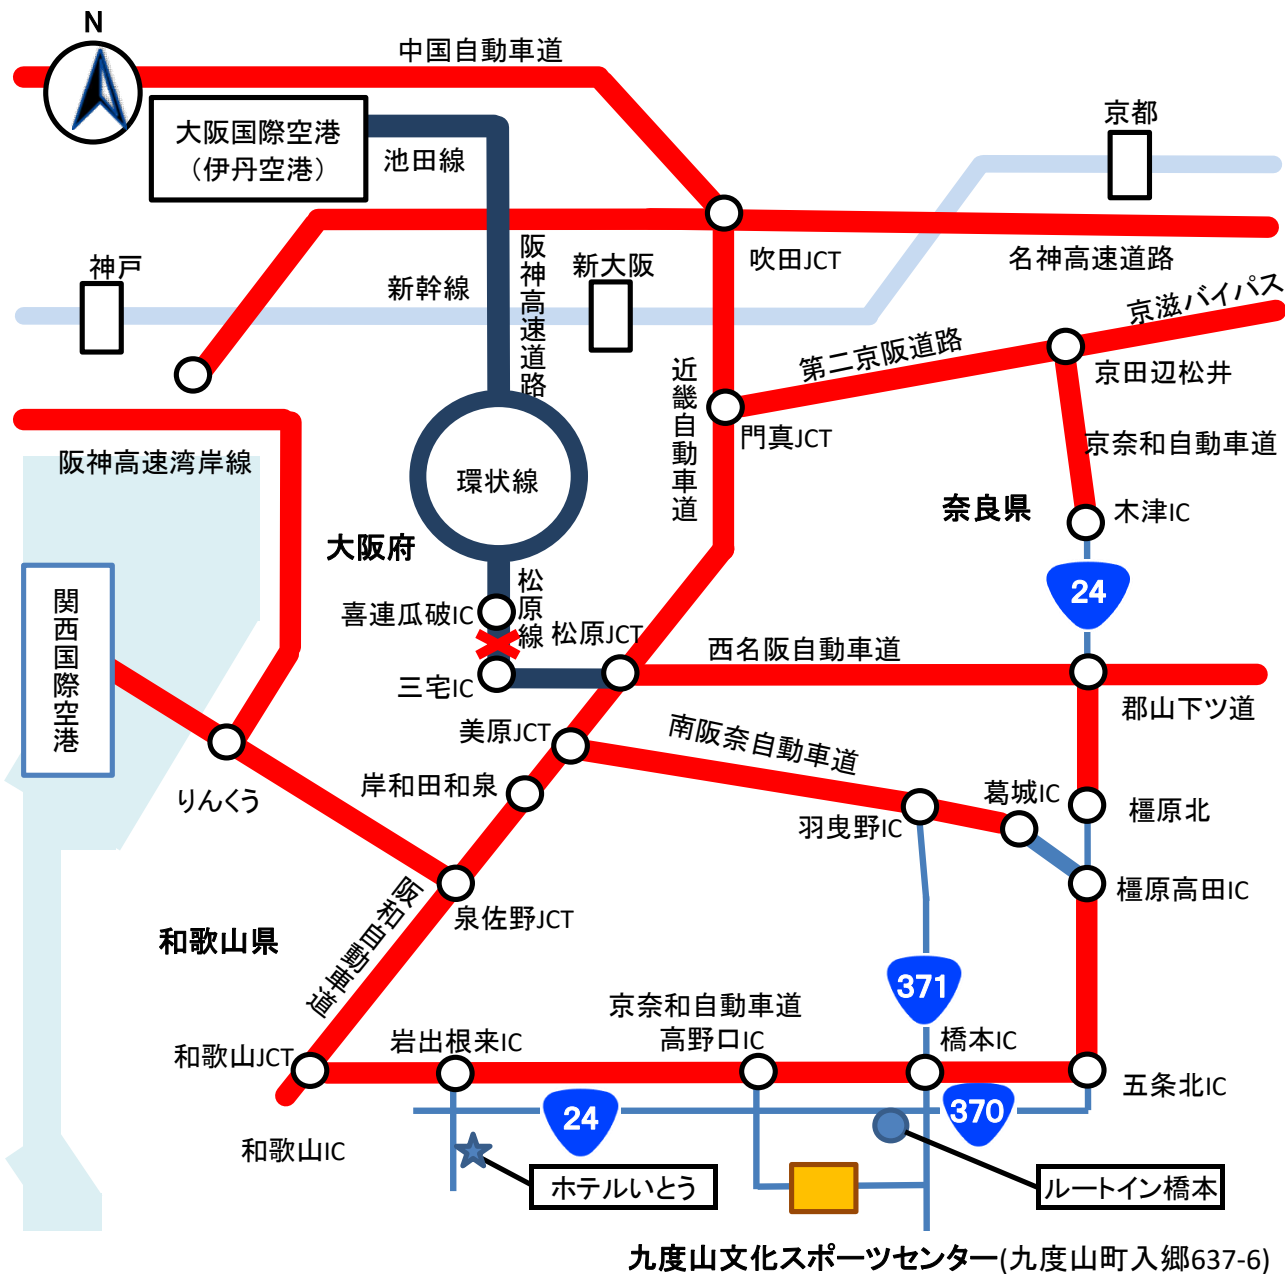 N
中国自動車道
京都
大阪国際空港
（伊丹空港）
池田線
阪神高速道路
吹田JCT
名神高速道路
神戸
新幹線
新大阪
京滋バイパス
第二京阪道路
近畿自動車道
京田辺松井
門真JCT
京奈和自動車道
阪神高速湾岸線
環状線
奈良県
木津IC
大阪府
24
関西国際空港
松原線
喜連瓜破IC
松原JCT
西名阪自動車道
三宅IC
郡山下ツ道
美原JCT
南阪奈自動車道
岸和田和泉
葛城IC
りんくう
羽曳野IC
橿原北
橿原高田IC
阪和自動車道
泉佐野JCT
和歌山県
371
京奈和自動車道
岩出根来IC
高野口IC
橋本IC
和歌山JCT
五条北IC
24
370
和歌山IC
ホテルいとう
ルートイン橋本
九度山文化スポーツセンター(九度山町入郷637-6)